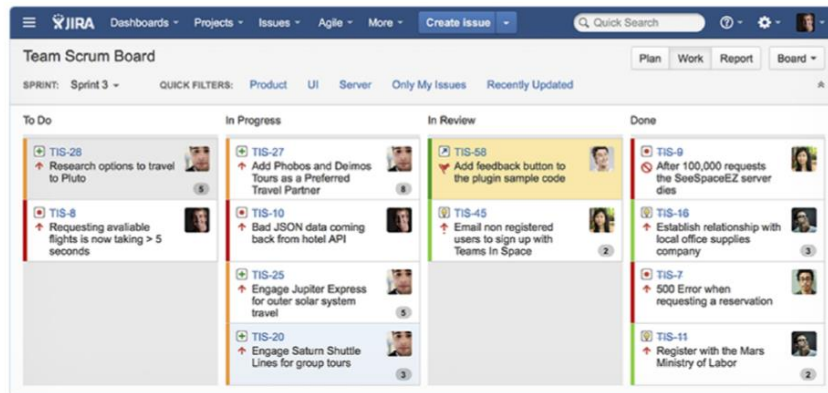 JIRA Dashboards Projects Issues Agile More Create issue Quick Search
Team Scrum Board
Plan Work Report Board
SPRINT: Sprint 3 QUICK FILTERS: Product UI Server Only My Issues Recently Updated
To Do
TIS-28
Research options to travel
to Pluto
5
TIS-8
Requesting avaliable
flights is now taking > 5
seconds
In Progress
TIS-27
Add Phobos and Deimos
Tours as a Preferred
Travel Partner
8
TIS-10
Bad JSON data coming
back from hotel API
TIS-25
Engage Jupiter Express
for outer solar system
travel
5
TIS-20
Engage Saturn Shuttle
Lines for group tours
3
In Review
TIS-58
Add feedback button to
the plugin sample code
TIS-45
Email non registered
users to sign up with
Teams In Space
2
Done
TIS-9
After 100,000 requests
the SeeSpaceEZ server
dies
TIS-16
Establish relationship with
local office supplies
company
3
TIS-7
500 Error when
requesting a reservation
TIS-11
Register with the Mars
Ministry of Labor
2